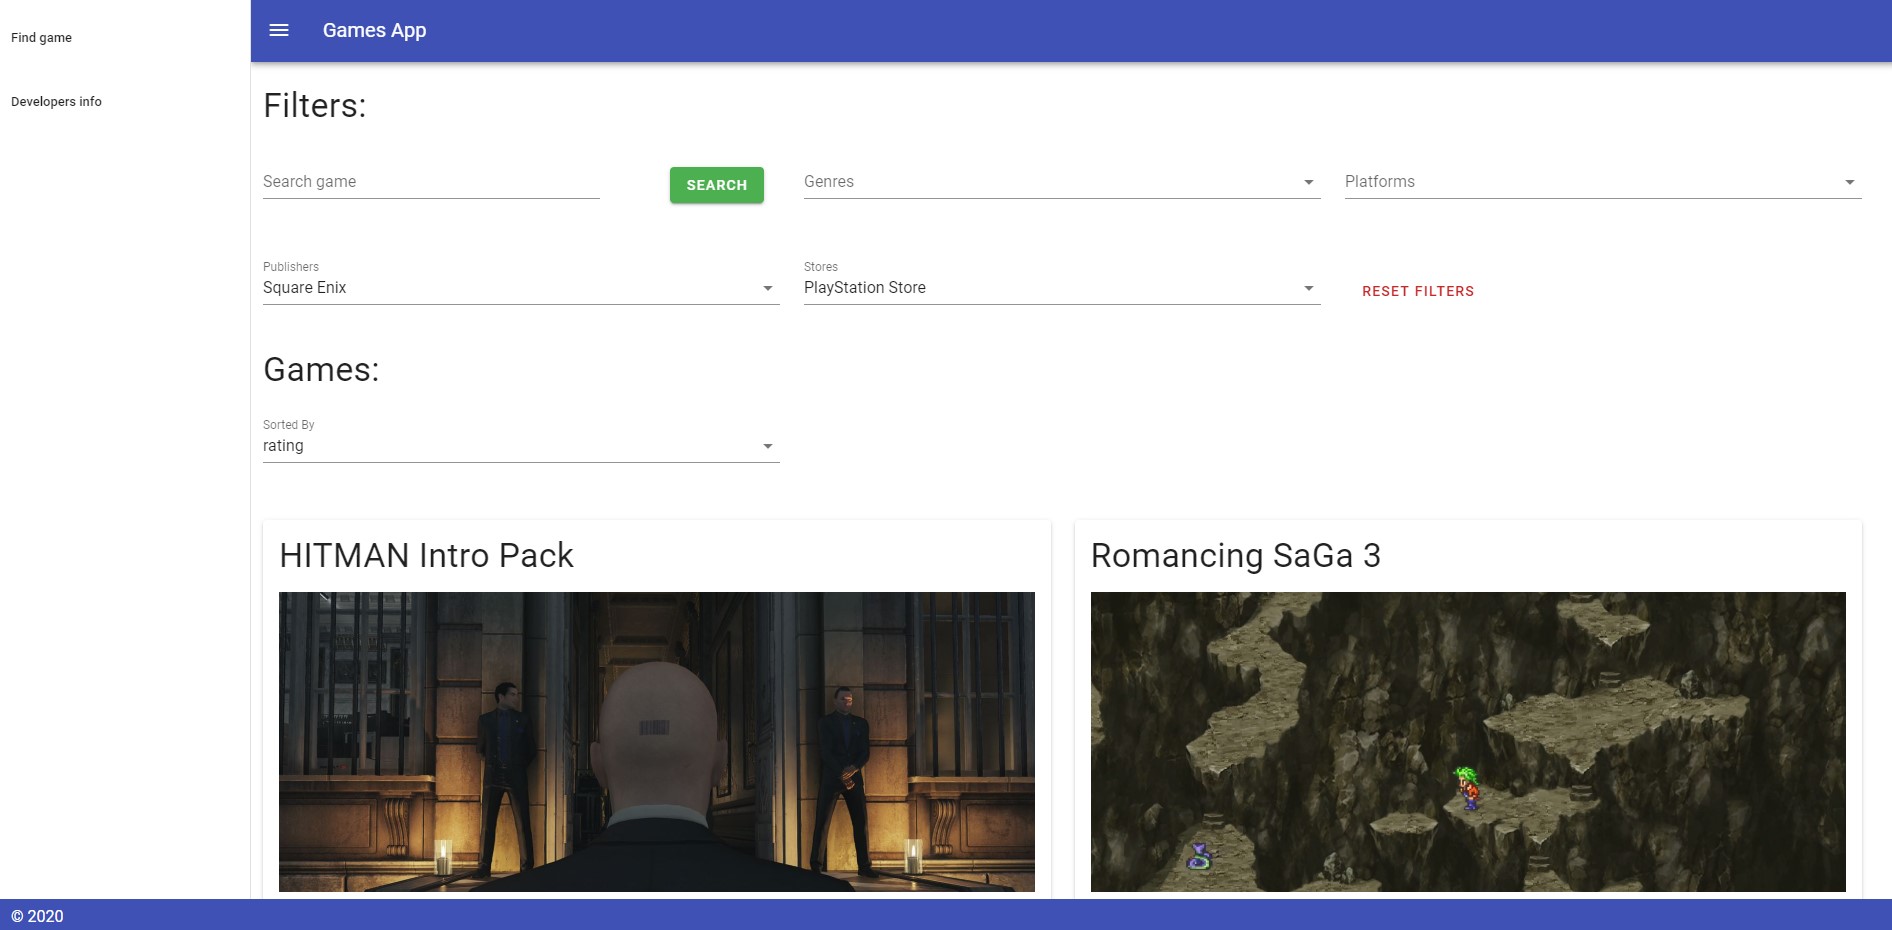 Find game
Developers info
Games App
Filters:
Search game
SEARCH
Genres
Platforms
Publishers
Square Enix
Stores
PlayStation Store
RESET FILTERS
Games:
Sorted By
rating
HITMAN Intro Pack
Romancing SaGa 3
© 2020